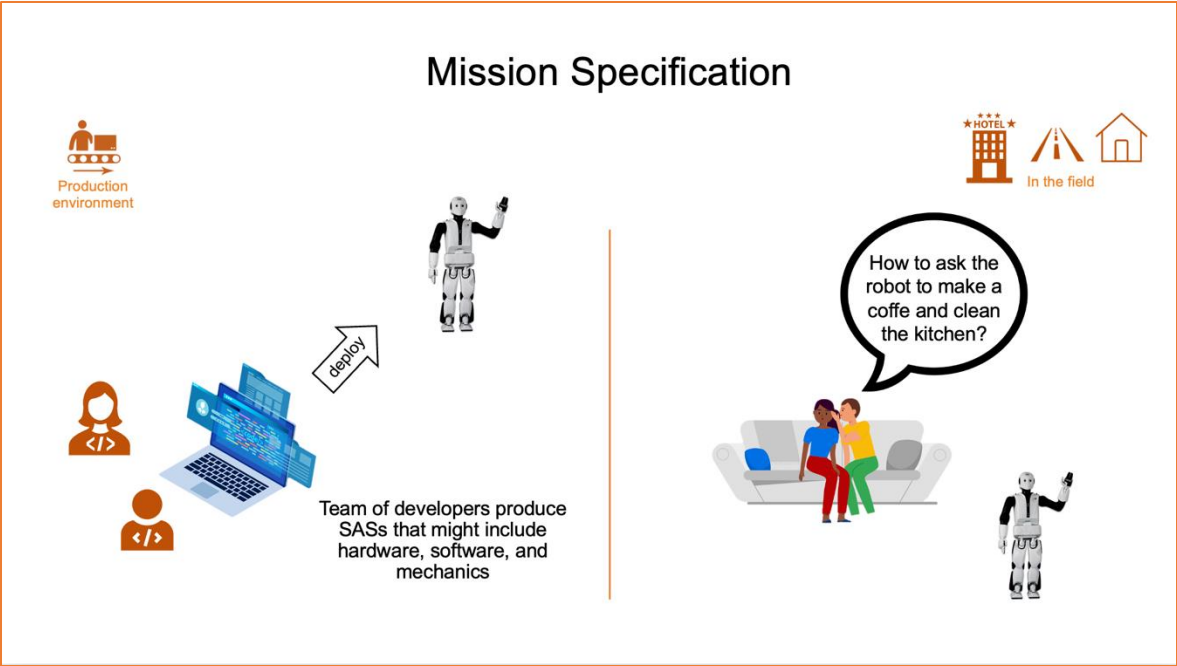 Mission Specification
Production
environment
★HOTEL★
In the field
deploy
Team of developers produce
SASs that might include
hardware, software, and
mechanics
How to ask the
robot to make a
coffe and clean
the kitchen?